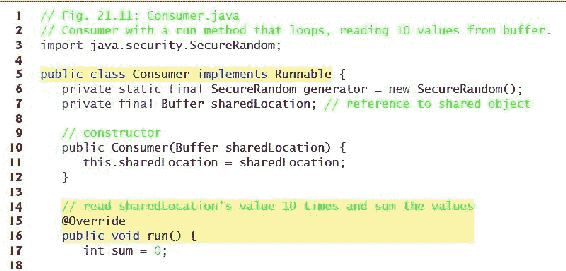 1 // Fig. 21.11: Consumer.java
2 // Consumer with a run method that loops, reading 10 values from buffer.
3 import java.security.SecureRandom;
4
5 public class Consumer implements Runnable {
6 private static final SecureRandom generator = new SecureRandom();
7 private final Buffer sharedLocation; // reference to shared object
8
9 // constructor
10 public Consumer(Buffer sharedLocation) {
11 this.sharedLocation = sharedLocation;
12 }
13
14 // read sharedLocation's value 10 times and sum the values
15 @Override
16 public void run() {
17 int sum = 0;
18